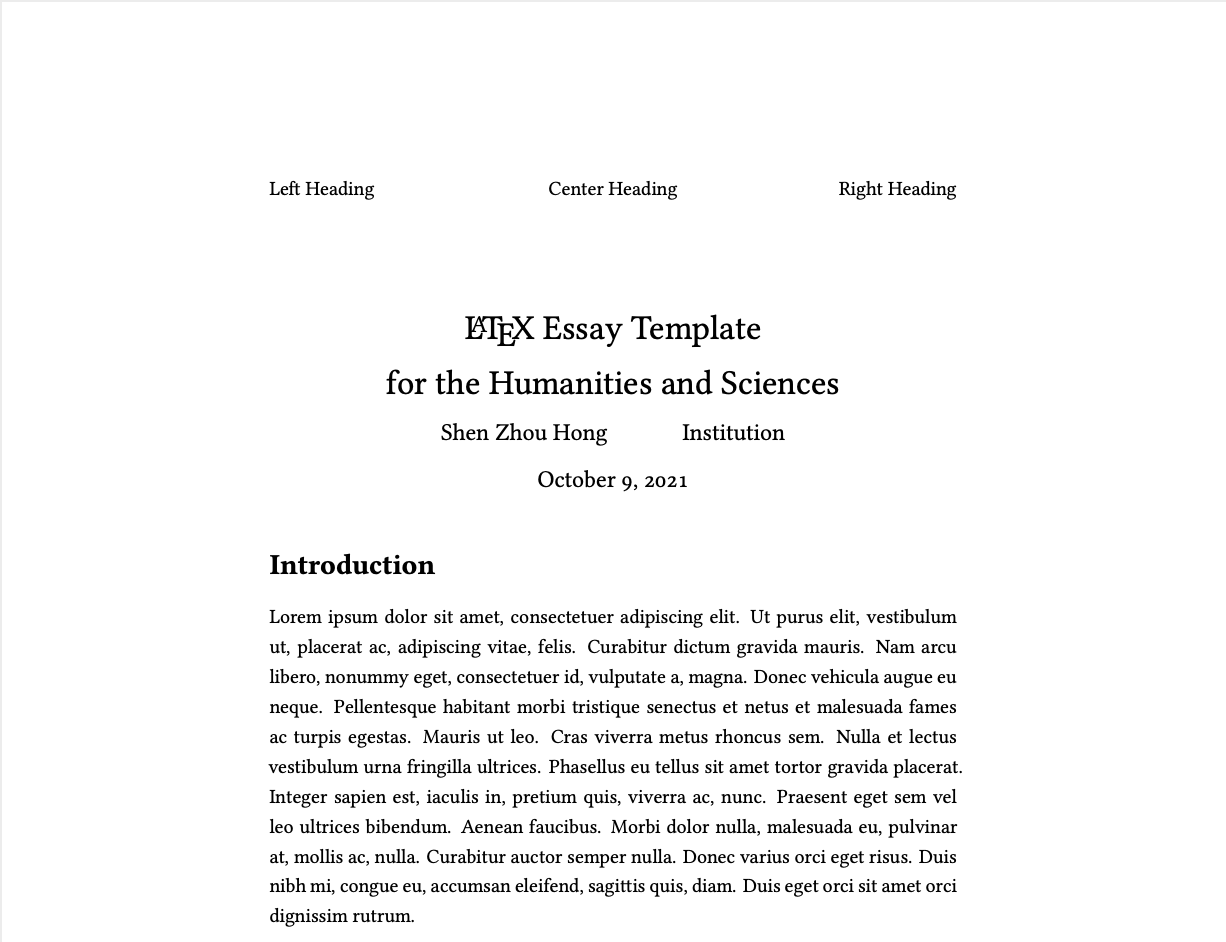 Left Heading Center Heading Right Heading
LATEX Essay Template
for the Humanities and Sciences
Shen Zhou Hong Institution
October 9, 2021
Introduction
Lorem ipsum dolor sit amet, consectetuer adipiscing elit. Ut purus elit, vestibulum
ut, placerat ac, adipiscing vitae, felis. Curabitur dictum gravida mauris. Nam arcu
libero, nonummy eget, consectetuer id, vulputate a, magna. Donec vehicula augue eu
neque. Pellentesque habitant morbi tristique senectus et netus et malesuada fames
ac turpis egestas. Mauris ut leo. Cras viverra metus rhoncus sem. Nulla et lectus
vestibulum urna fringilla ultrices. Phasellus eu tellus sit amet tortor gravida placerat.
Integer sapien est, iaculis in, pretium quis, viverra ac, nunc. Praesent eget sem vel
leo ultrices bibendum. Aenean faucibus. Morbi dolor nulla, malesuada eu, pulvinar
at, mollis ac, nulla. Curabitur auctor semper nulla. Donec varius orci eget risus. Duis
nibh mi, congue eu, accumsan eleifend, sagittis quis, diam. Duis eget orci sit amet orci
dignissim rutrum.